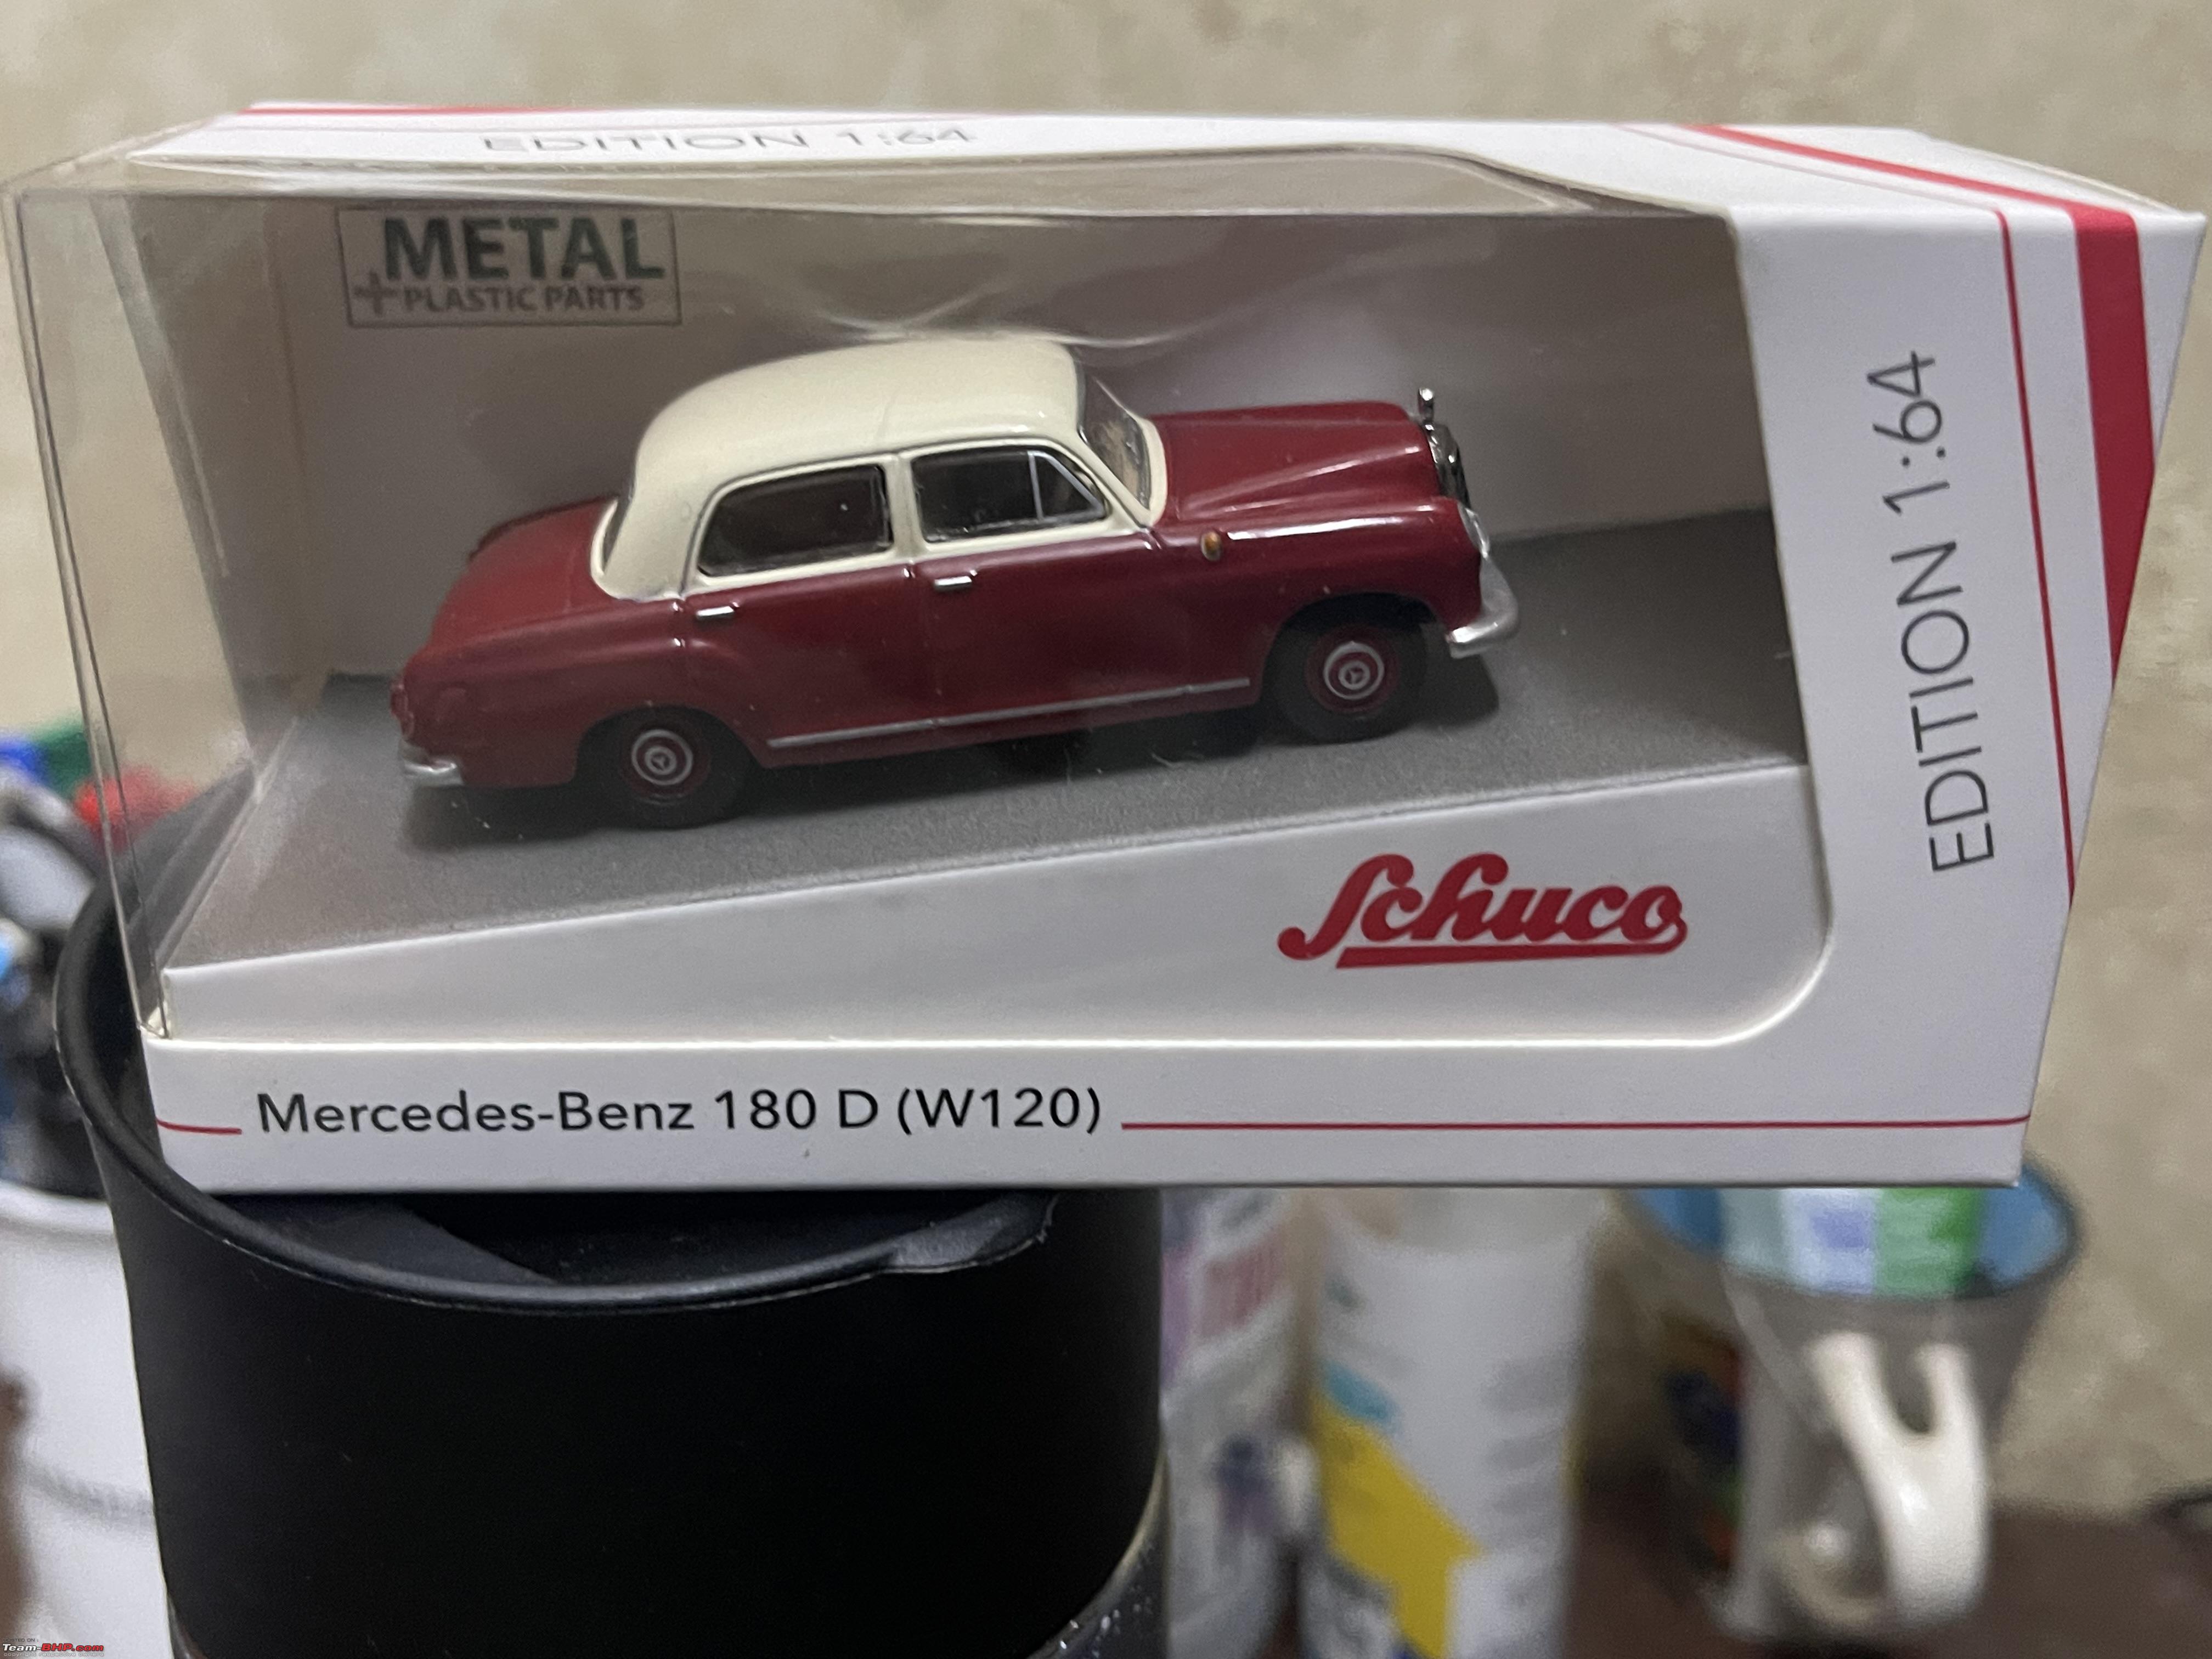 EDITION 1:64
METAL
+PLASTIC PARTS
EDITION 1:64
Schuco
Mercedes-Benz 180 D (W120)
Team-BHP.com